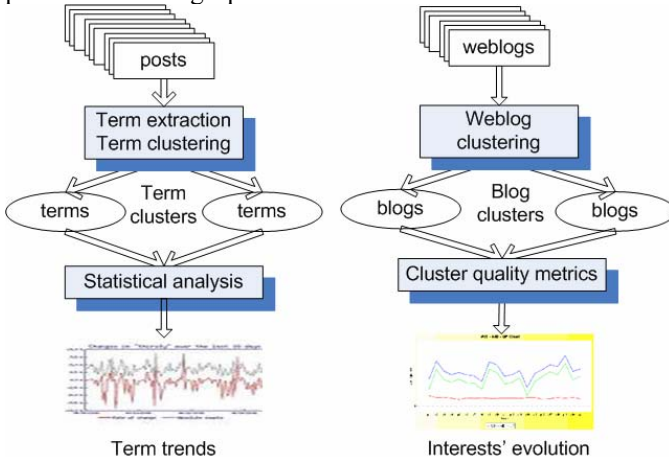 posts
Term extraction
Term clustering
Term
clusters
terms
terms
Statistical analysis
Term trends
weblogs
Weblog
clustering
Blog
clusters
blogs
blogs
Cluster quality metrics
Interests' evolution